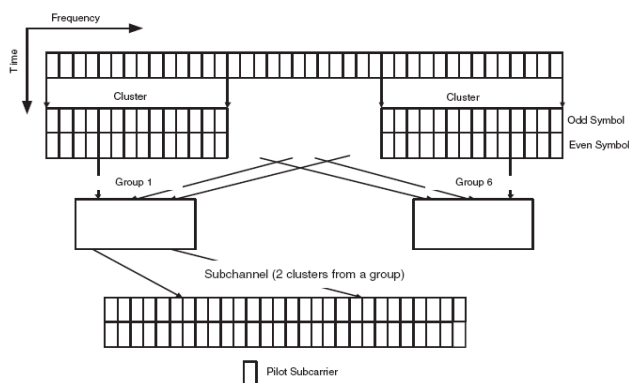 Frequency
Time
Cluster
Cluster
Odd Symbol
Even Symbol
Group 1
Group 6
Subchannel (2 clusters from a group)
Pilot Subcarrier